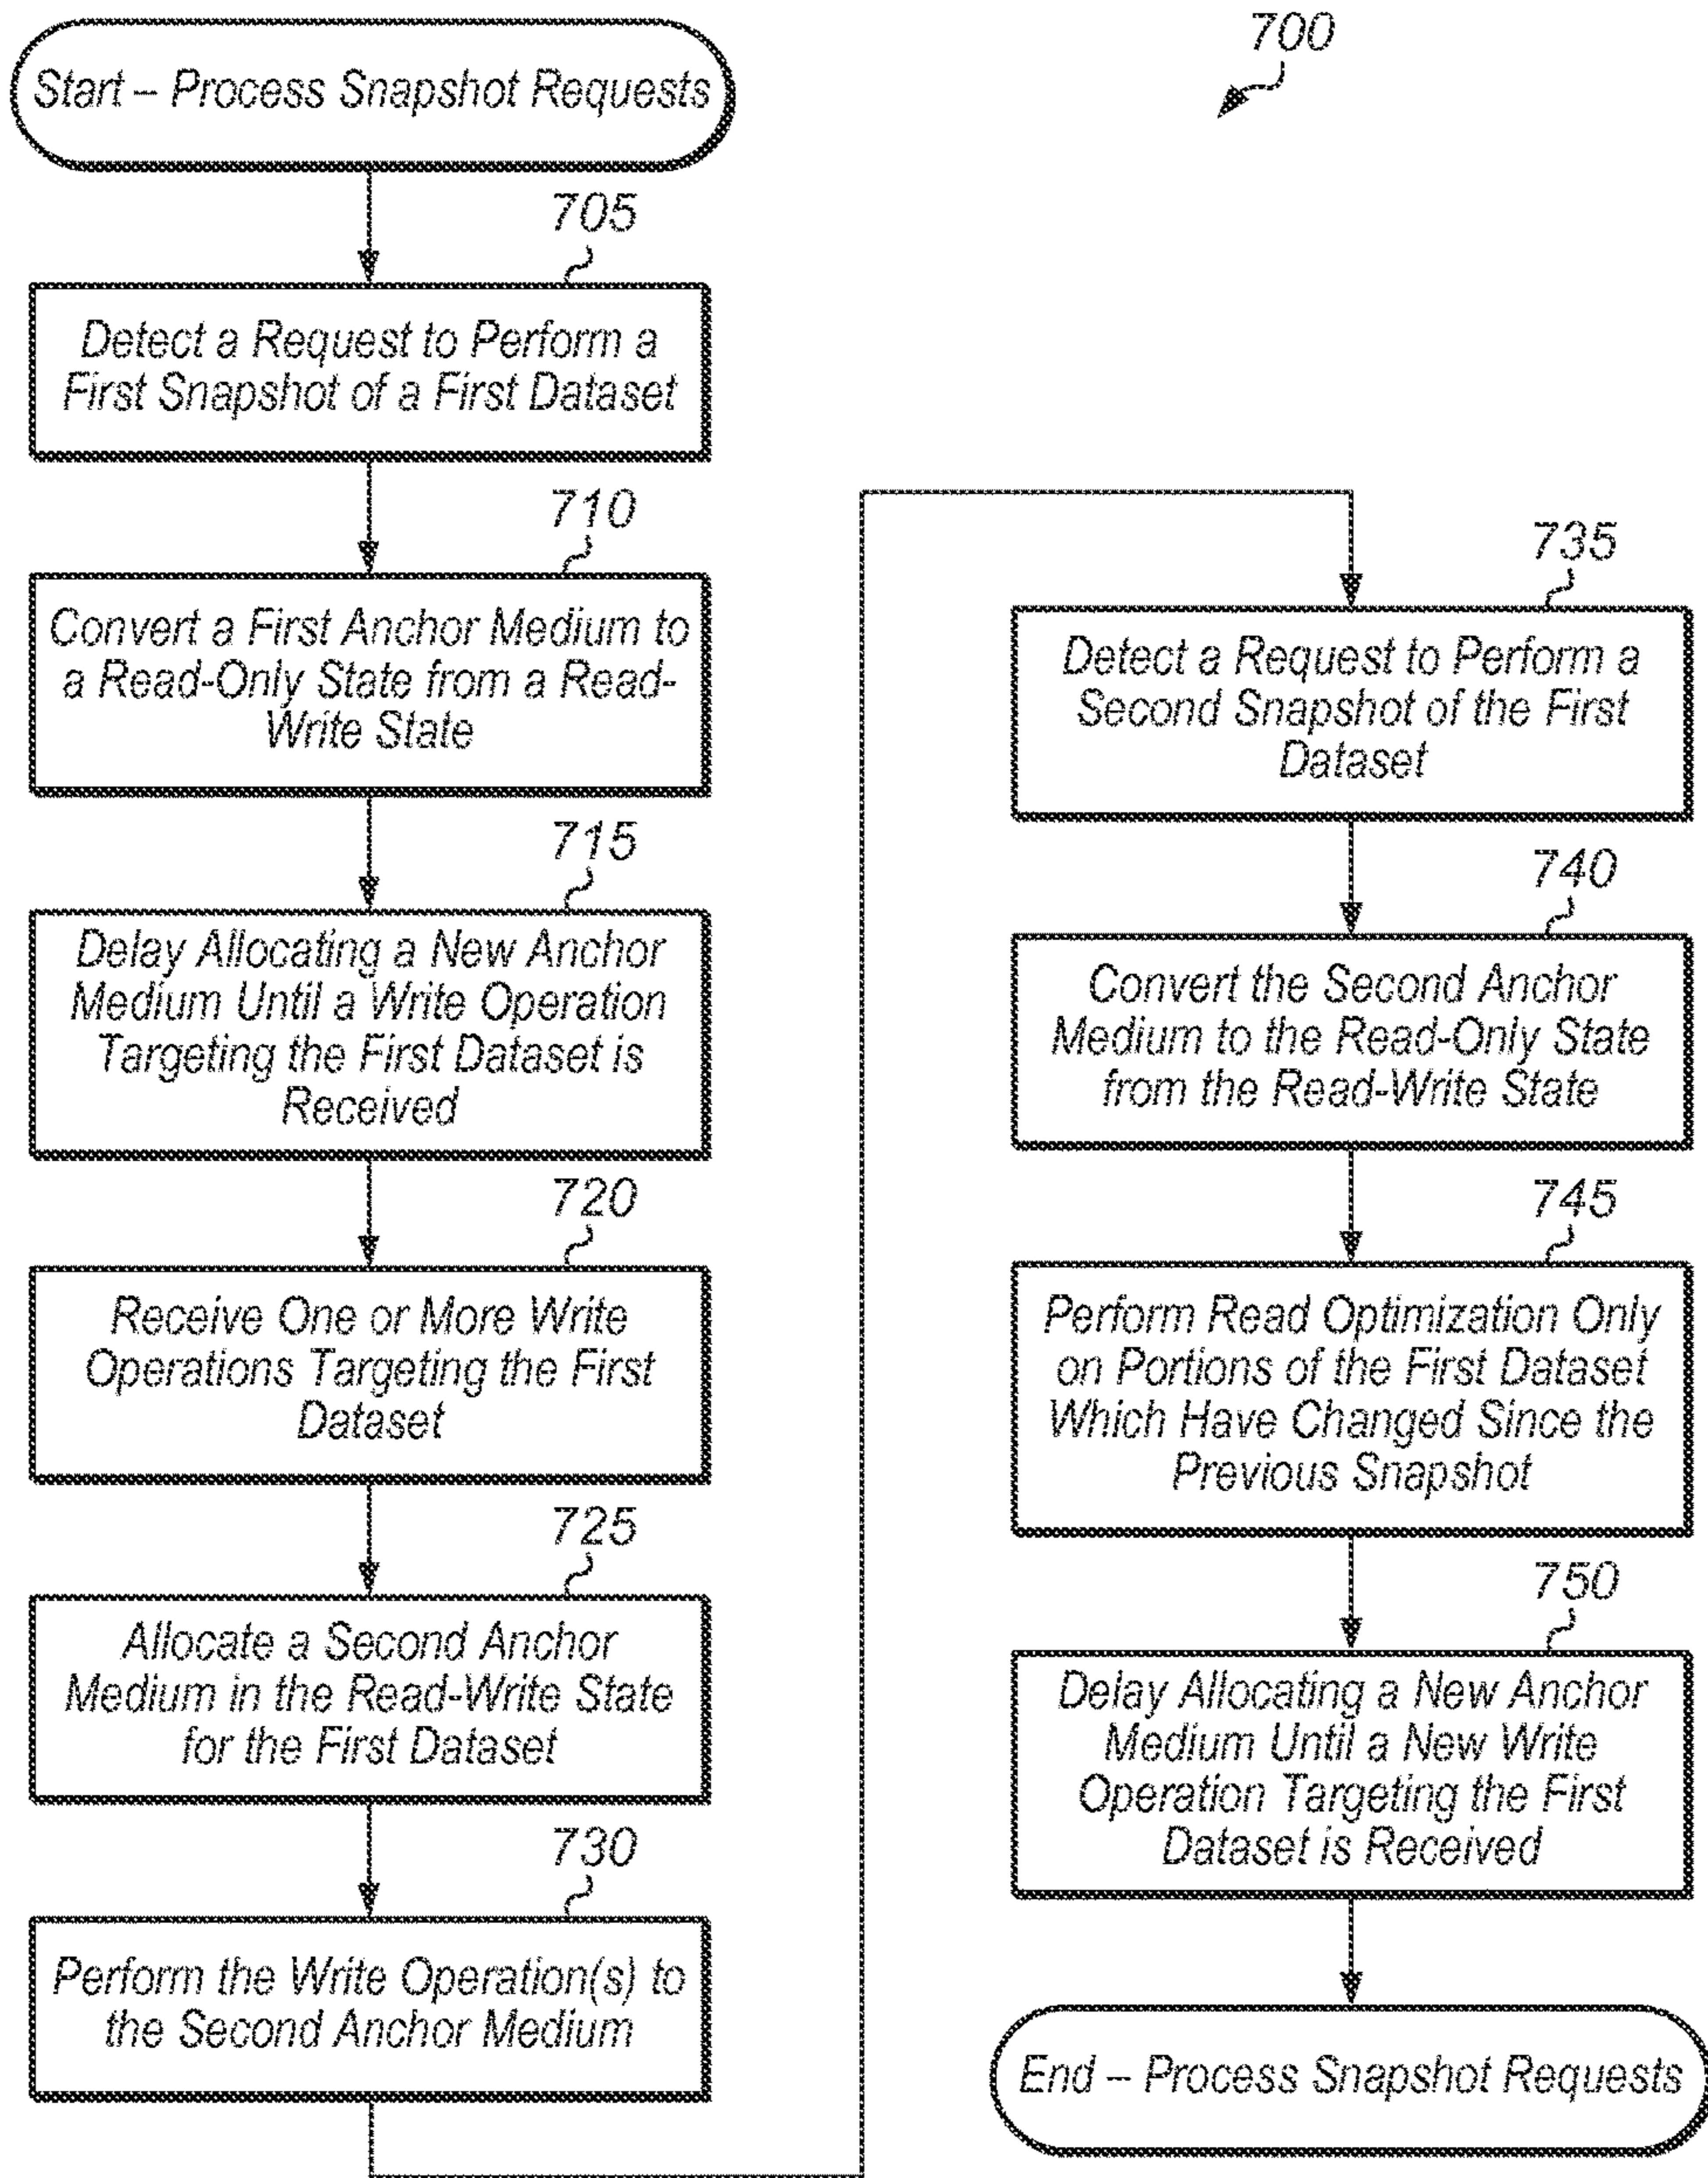 700
Start – Process Snapshot Requests
705
Detect a Request to Perform a
First Snapshot of a First Dataset
710
Convert a First Anchor Medium to
a Read-Only State from a Read-
Write State
715
Delay Allocating a New Anchor
Medium Until a Write Operation
Targeting the First Dataset is
Received
720
Receive One or More Write
Operations Targeting the First
Dataset
725
Allocate a Second Anchor
Medium in the Read-Write State
for the First Dataset
730
Perform the Write Operation(s) to
the Second Anchor Medium
735
Detect a Request to Perform a
Second Snapshot of the First
Dataset
740
Convert the Second Anchor
Medium to the Read-Only State
from the Read-Write State
745
Perform Read Optimization Only
on Portions of the First Dataset
Which Have Changed Since the
Previous Snapshot
750
Delay Allocating a New Anchor
Medium Until a New Write
Operation Targeting the First
Dataset is Received
End – Process Snapshot Requests